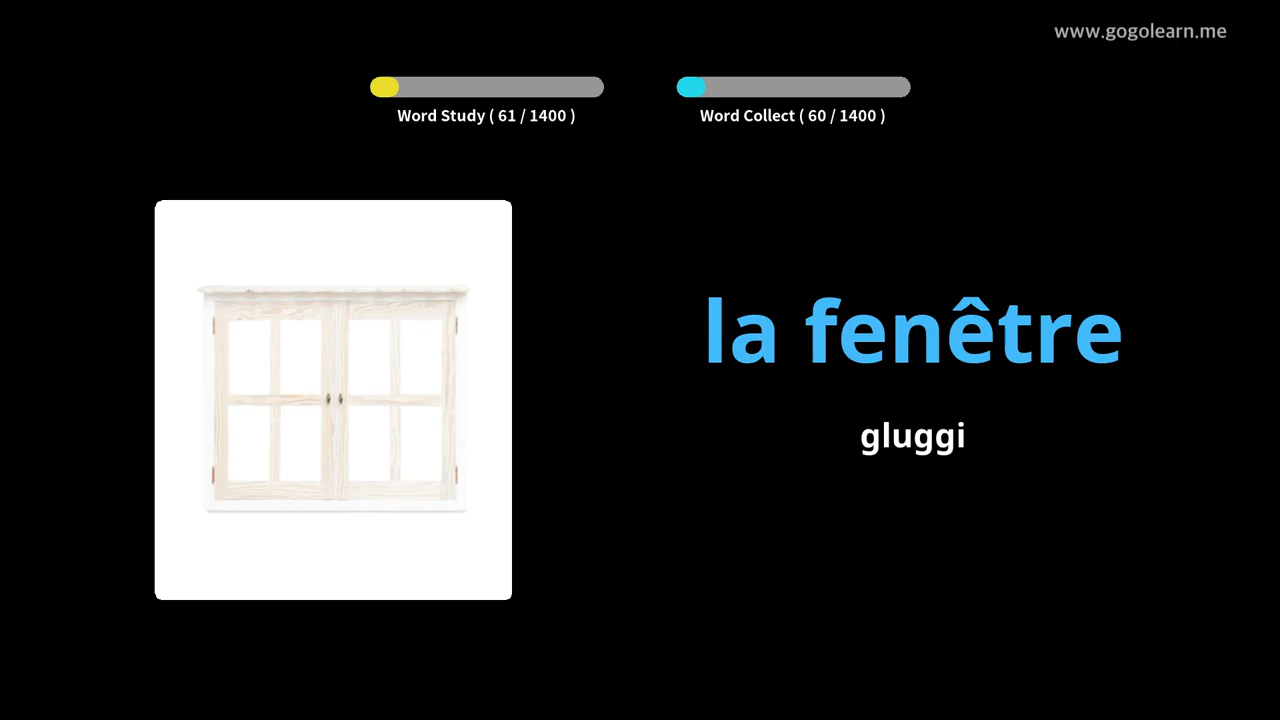 www.gogolearn.me
Word Study ( 61 / 1400 )
Word Collect ( 60 / 1400 )
la fenêtre
gluggi